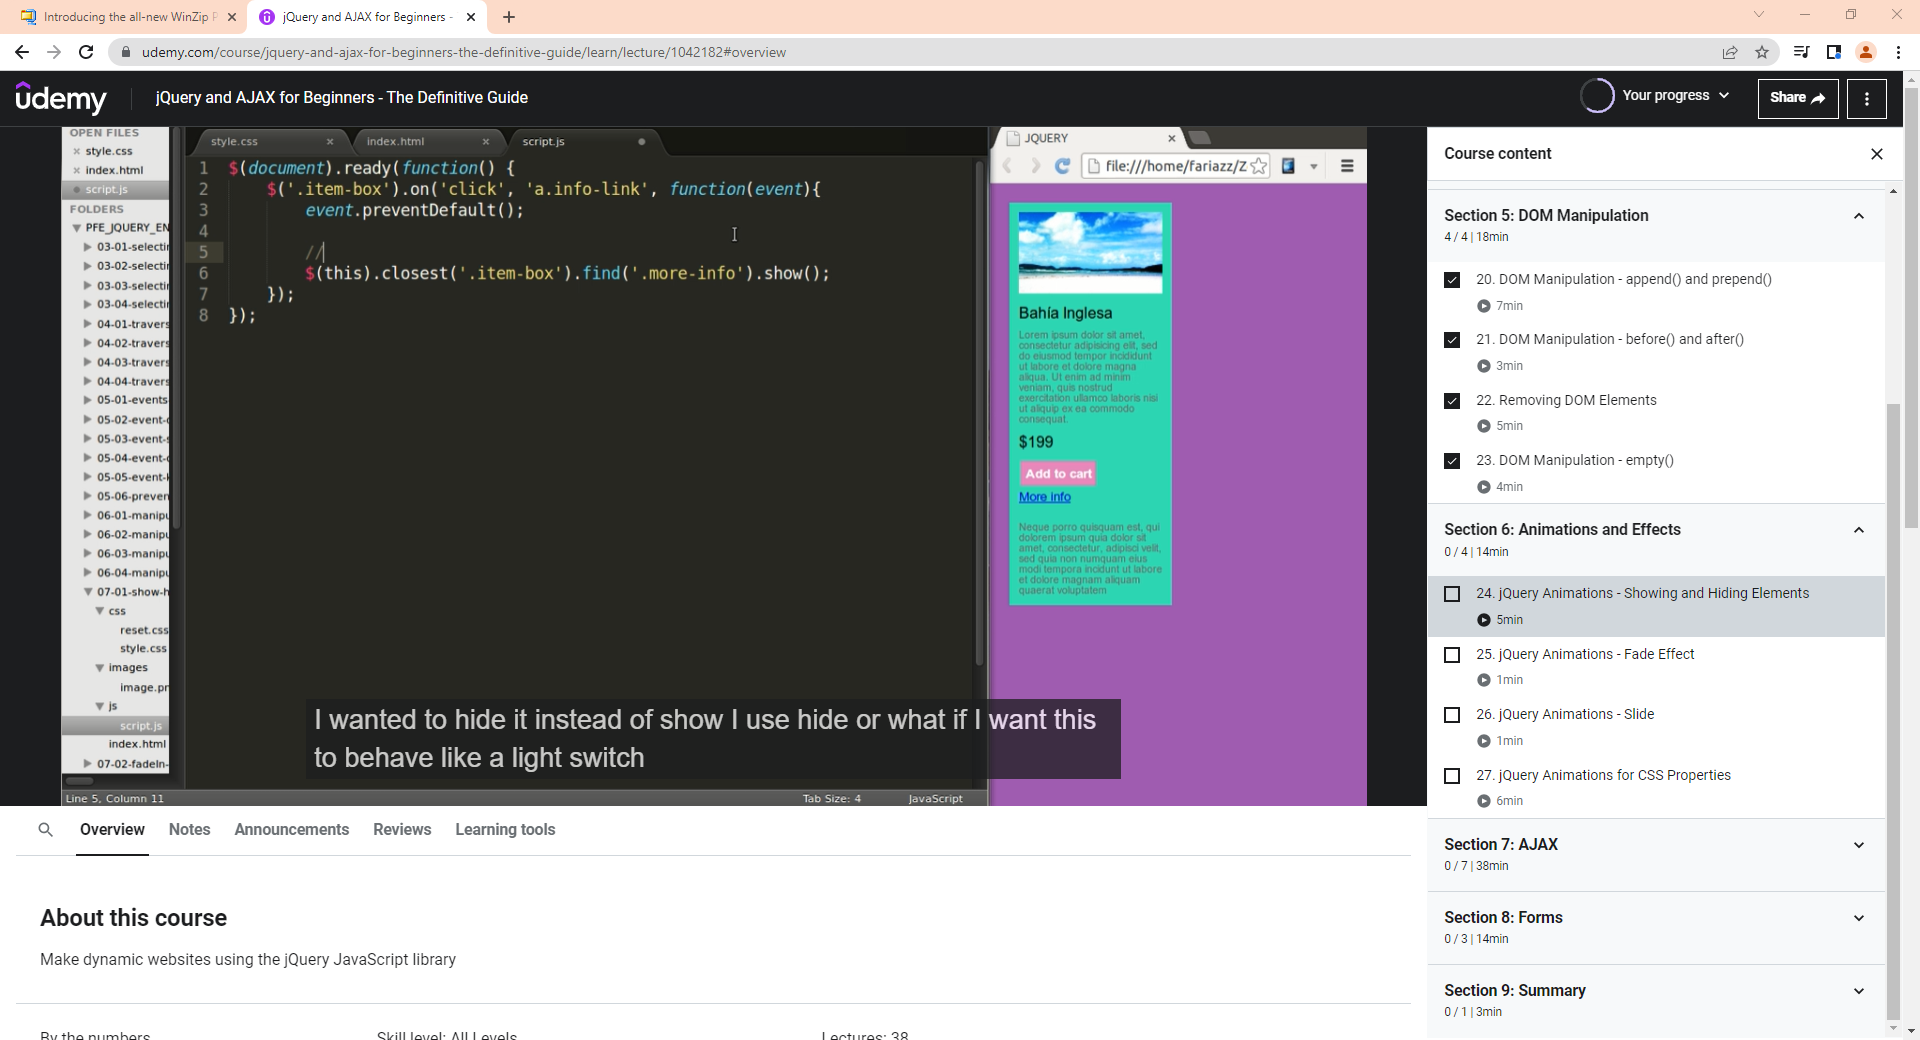 Introducing the all-new WinZip P
jQuery and AJAX for Beginners -
udemy.com/course/jquery-and-ajax-for-beginners-the-definitive-guide/learn/lecture/1042182#overview
udemy
jQuery and AJAX for Beginners - The Definitive Guide
Your progress
Share
OPEN FILES
style.css
index.html
script.js
FOLDERS
PFE_JQUERY_EN
03-01-selectin
03-02-selectin
03-03-selectin
03-04-selectin
04-01-travers
04-02-travers
04-03-travers
04-04-travers
05-01-events-
05-02-event-
05-03-event-s
05-04-event-
05-05-event-
05-06-preven
06-01-manipu
06-02-manipu
06-03-manipu
06-04-manipu
07-01-show-h
css
reset.css
style.css
images
image.pr
js
script.js
index.html
07-02-fadeIn-
style.css
index.html
script.js
1 $(document).ready(function() {
2 $('.item-box').on('click', 'a.info-link', function(event){
3 event.preventDefault();
4
5 //
6 $(this).closest('.item-box').find('.more-info').show();
7 });
8 });
Line 5, Column 11
Tab Size: 4
JavaScript
JQUERY
file:///home/fariazz/Z
Bahía Inglesa
Lorem ipsum dolor sit amet,
consectetur adipisicing elit, sed
do eiusmod tempor incididunt
ut labore et dolore magna
aliqua. Ut enim ad minim
veniam, quis nostrud
exercitation ullamco laboris nisi
ut aliquip ex ea commodo
consequat.
$199
Add to cart
More info
Neque porro quisquam est, qui
dolorem ipsum quia dolor sit
amet, consectetur, adipisci velit,
sed quia non numquam eius
modi tempora incidunt ut labore
et dolore magnam aliquam
quaerat voluptatem
I wanted to hide it instead of show I use hide or what if I want this
to behave like a light switch
Course content
Section 5: DOM Manipulation
4 / 4 | 18min
20. DOM Manipulation - append() and prepend()
7min
21. DOM Manipulation - before() and after()
3min
22. Removing DOM Elements
5min
23. DOM Manipulation - empty()
4min
Section 6: Animations and Effects
0 / 4 | 14min
24. jQuery Animations - Showing and Hiding Elements
5min
25. jQuery Animations - Fade Effect
1min
26. jQuery Animations - Slide
1min
27. jQuery Animations for CSS Properties
6min
Section 7: AJAX
0 / 7 | 38min
Section 8: Forms
0 / 3 | 14min
Section 9: Summary
0 / 1 | 3min
Overview
Notes
Announcements
Reviews
Learning tools
About this course
Make dynamic websites using the jQuery JavaScript library
By the numbers
Skill level: All Levels
Lectures: 38